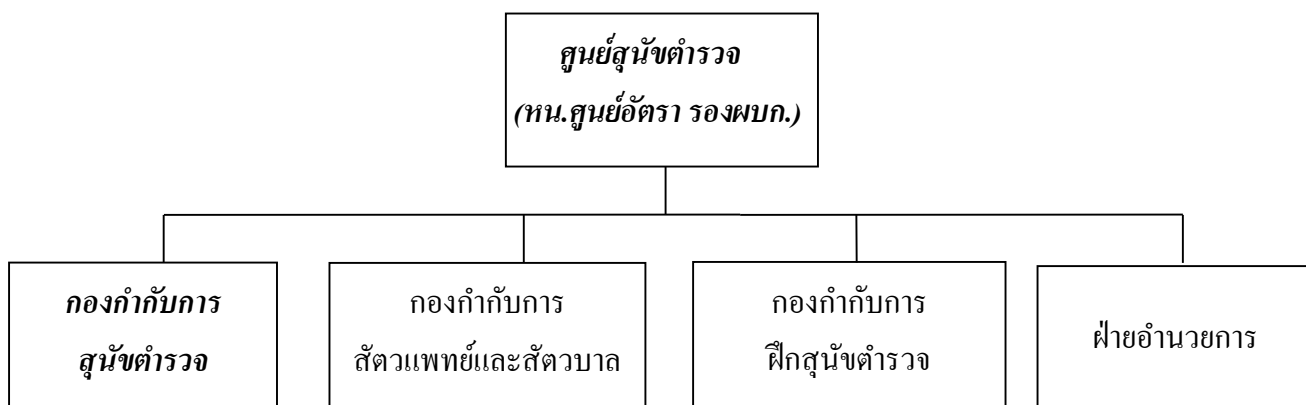 ศูนย์สุนัขตำรวจ
(หน.ศูนย์อัตรา รองผบก.)
กองกำกับการ
สุนัขตำรวจ
กองกำกับการ
สัตวแพทย์และสัตวบาล
กองกำกับการ
ฝึกสุนัขตำรวจ
ฝ่ายอำนวยการ